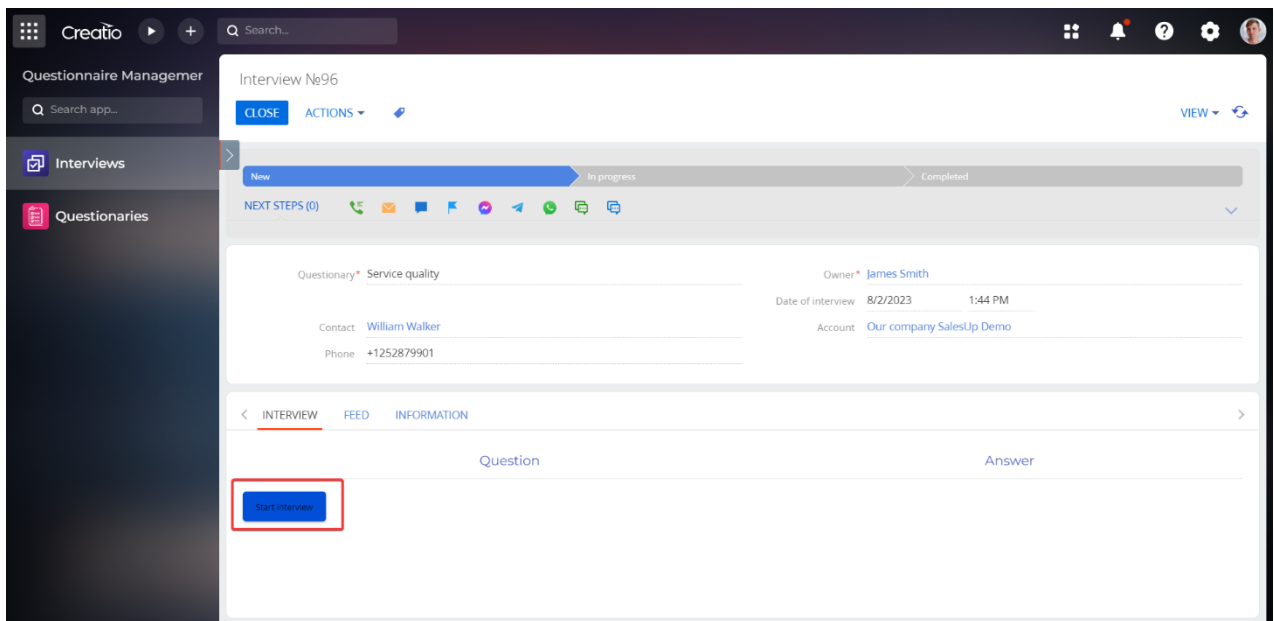 Creatio
Search...
Questionnaire Managemer
Search app...
Interviews
Questionaries
Interview №96
CLOSE ACTIONS VIEW
New In progress Completed
NEXT STEPS (0)
Questionary* Service quality Owner* James Smith
Date of interview 8/2/2023 1:44 PM
Contact William Walker Account Our company SalesUp Demo
Phone +1252879901
INTERVIEW FEED INFORMATION
Question Answer
Start interview